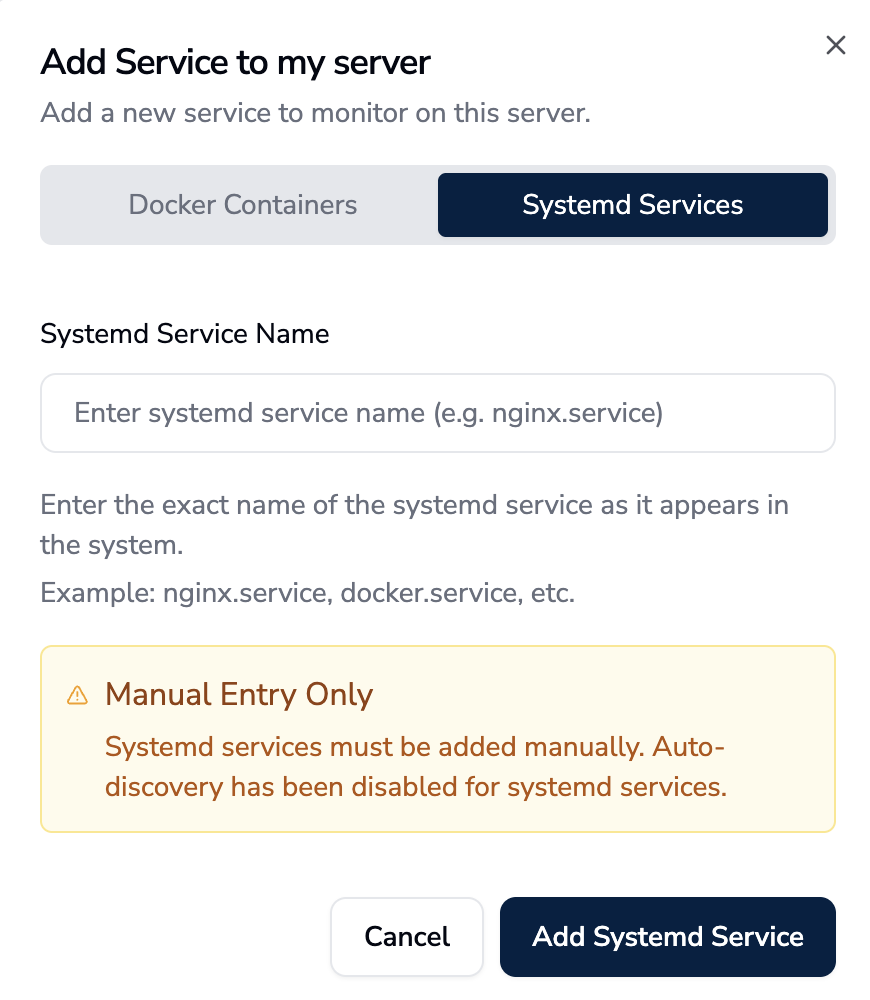 Add Service to my server
Add a new service to monitor on this server.
Docker Containers
Systemd Services
Systemd Service Name
Enter systemd service name (e.g. nginx.service)
Enter the exact name of the systemd service as it appears in
the system.
Example: nginx.service, docker.service, etc.
Manual Entry Only
Systemd services must be added manually. Auto-
discovery has been disabled for systemd services.
Cancel
Add Systemd Service